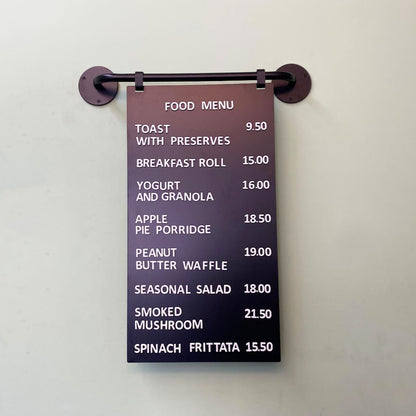 FOOD MENU
TOAST 9.50
WITH PRESERVES
BREAKFAST ROLL 15.00
YOGURT 16.00
AND GRANOLA
APPLE 18.50
PIE PORRIDGE
PEANUT 19.00
BUTTER WAFFLE
SEASONAL SALAD 18.00
SMOKED 21.50
MUSHROOM
SPINACH FRITTATA 15.50